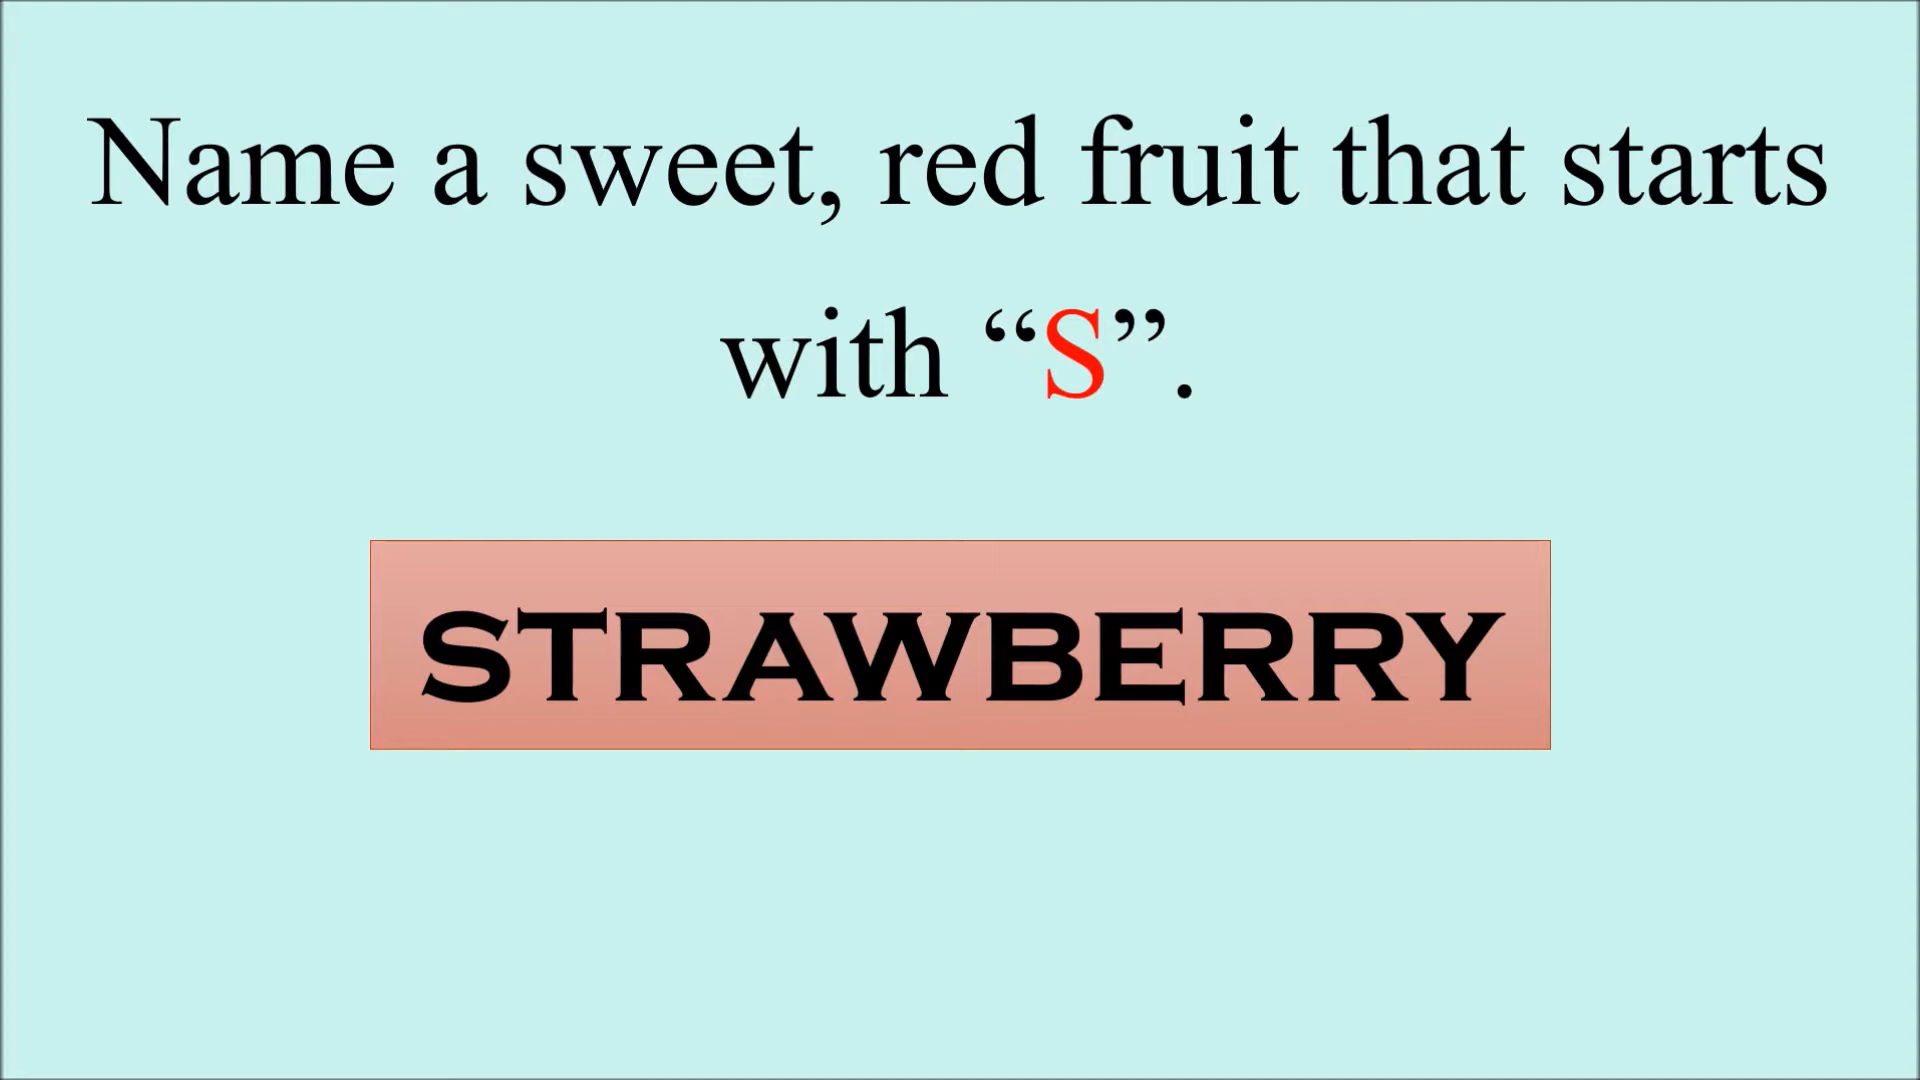 Name a sweet, red fruit that starts
with “S”.
STRAWBERRY